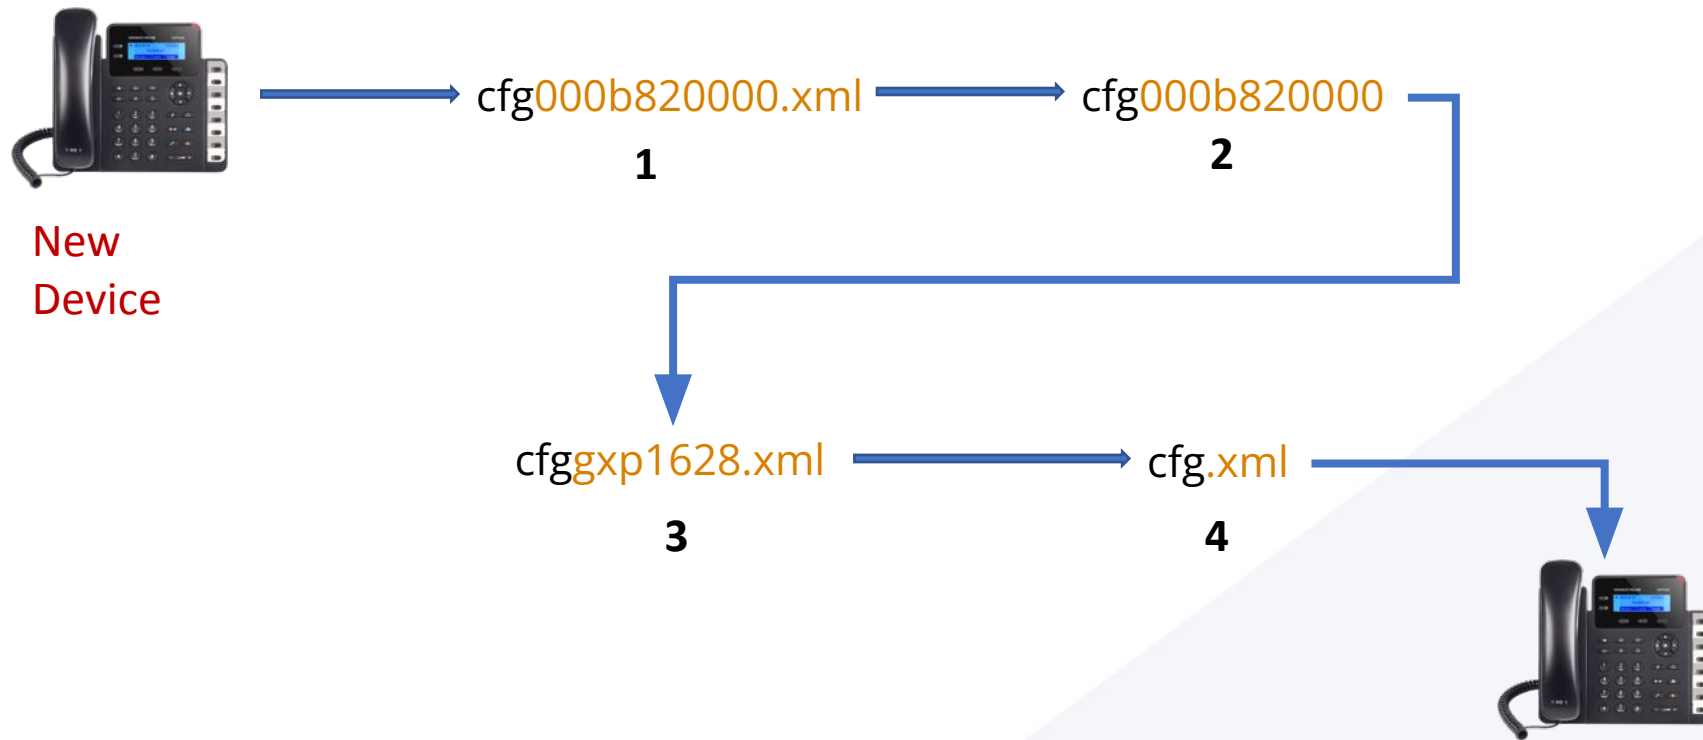 cfg000b820000.xml
cfg000b820000
1
2
New
Device
cfggxp1628.xml
cfg.xml
3
4